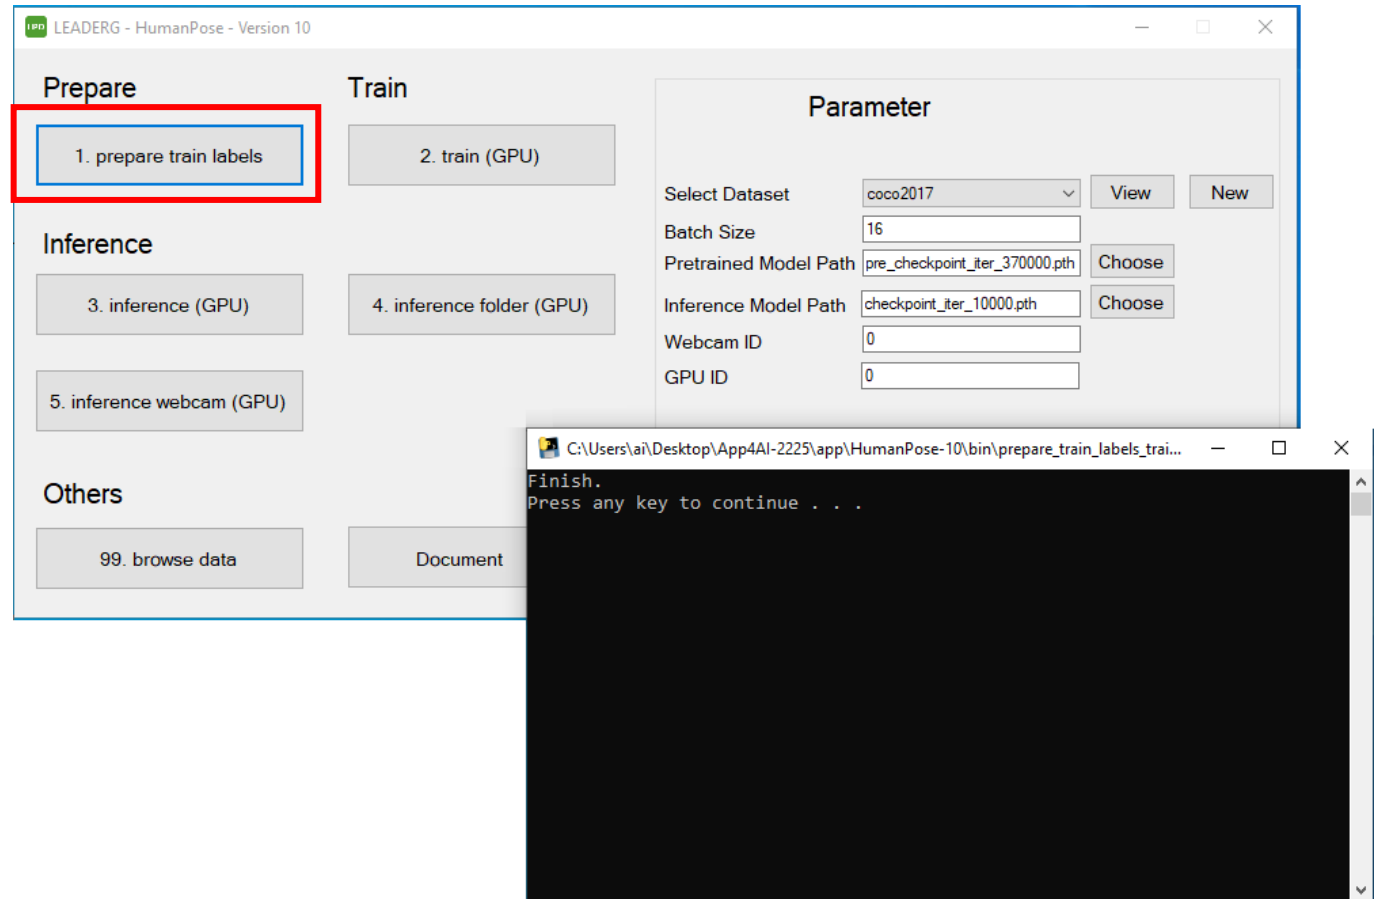 LEADERG - HumanPose - Version 10
Prepare
Train
1. prepare train labels
2. train (GPU)
Inference
3. inference (GPU)
4. inference folder (GPU)
5. inference webcam (GPU)
Others
99. browse data
Document
Parameter
Select Dataset
coco2017
View
New
Batch Size
16
Pretrained Model Path
pre_checkpoint_iter_370000.pth
Choose
Inference Model Path
checkpoint_iter_10000.pth
Choose
Webcam ID
0
GPU ID
0
C:\Users\ai\Desktop\App4AI-2225\app\HumanPose-10\bin\prepare_train_labels_trai...
Finish.
Press any key to continue . . .